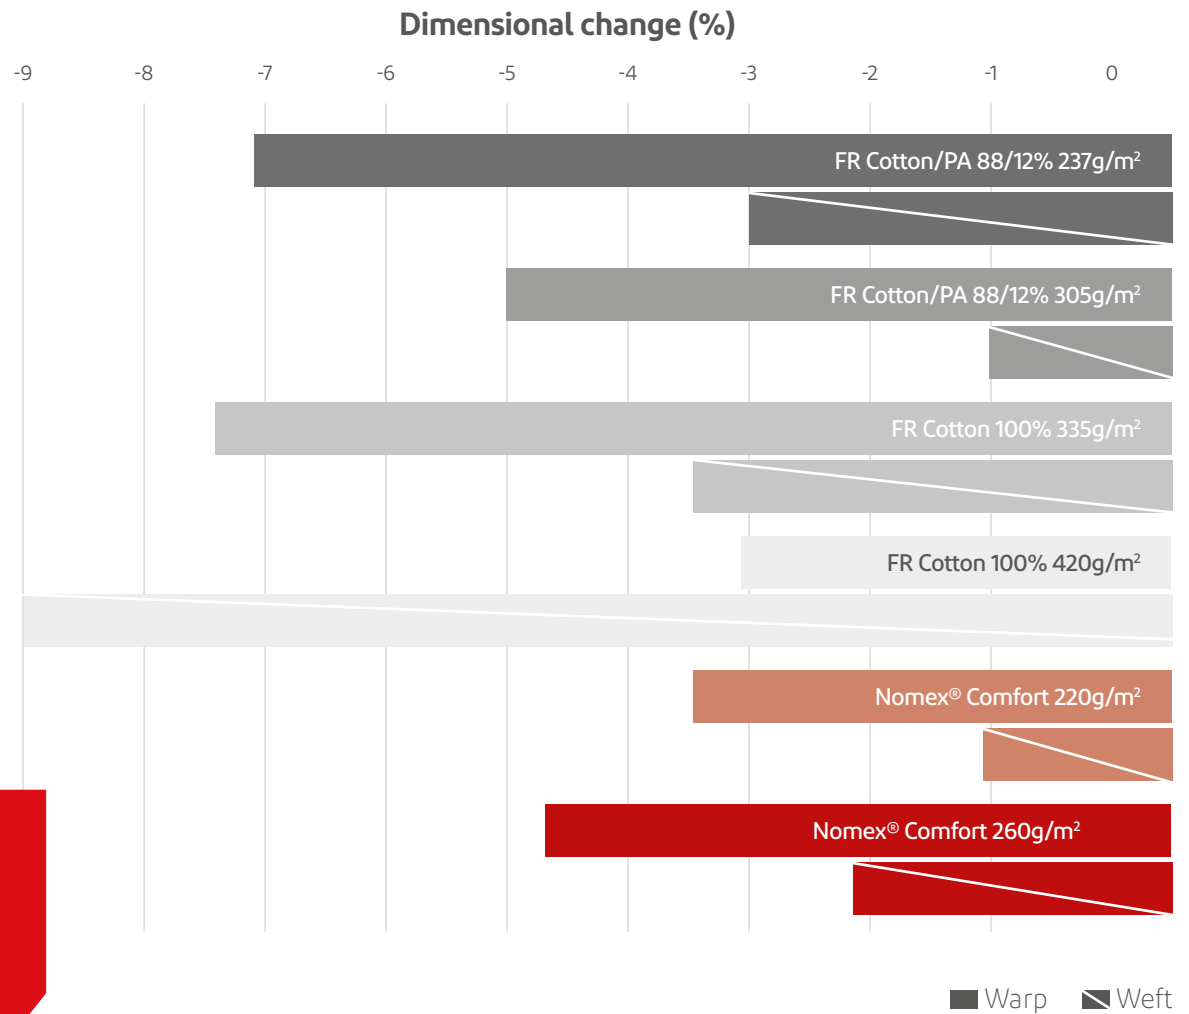 Dimensional change (%)
-9 -8 -7 -6 -5 -4 -3 -2 -1 0
FR Cotton/PA 88/12% 237g/m²
FR Cotton/PA 88/12% 305g/m²
FR Cotton 100% 335g/m²
FR Cotton 100% 420g/m²
Nomex® Comfort 220g/m²
Nomex® Comfort 260g/m²
Warp Weft